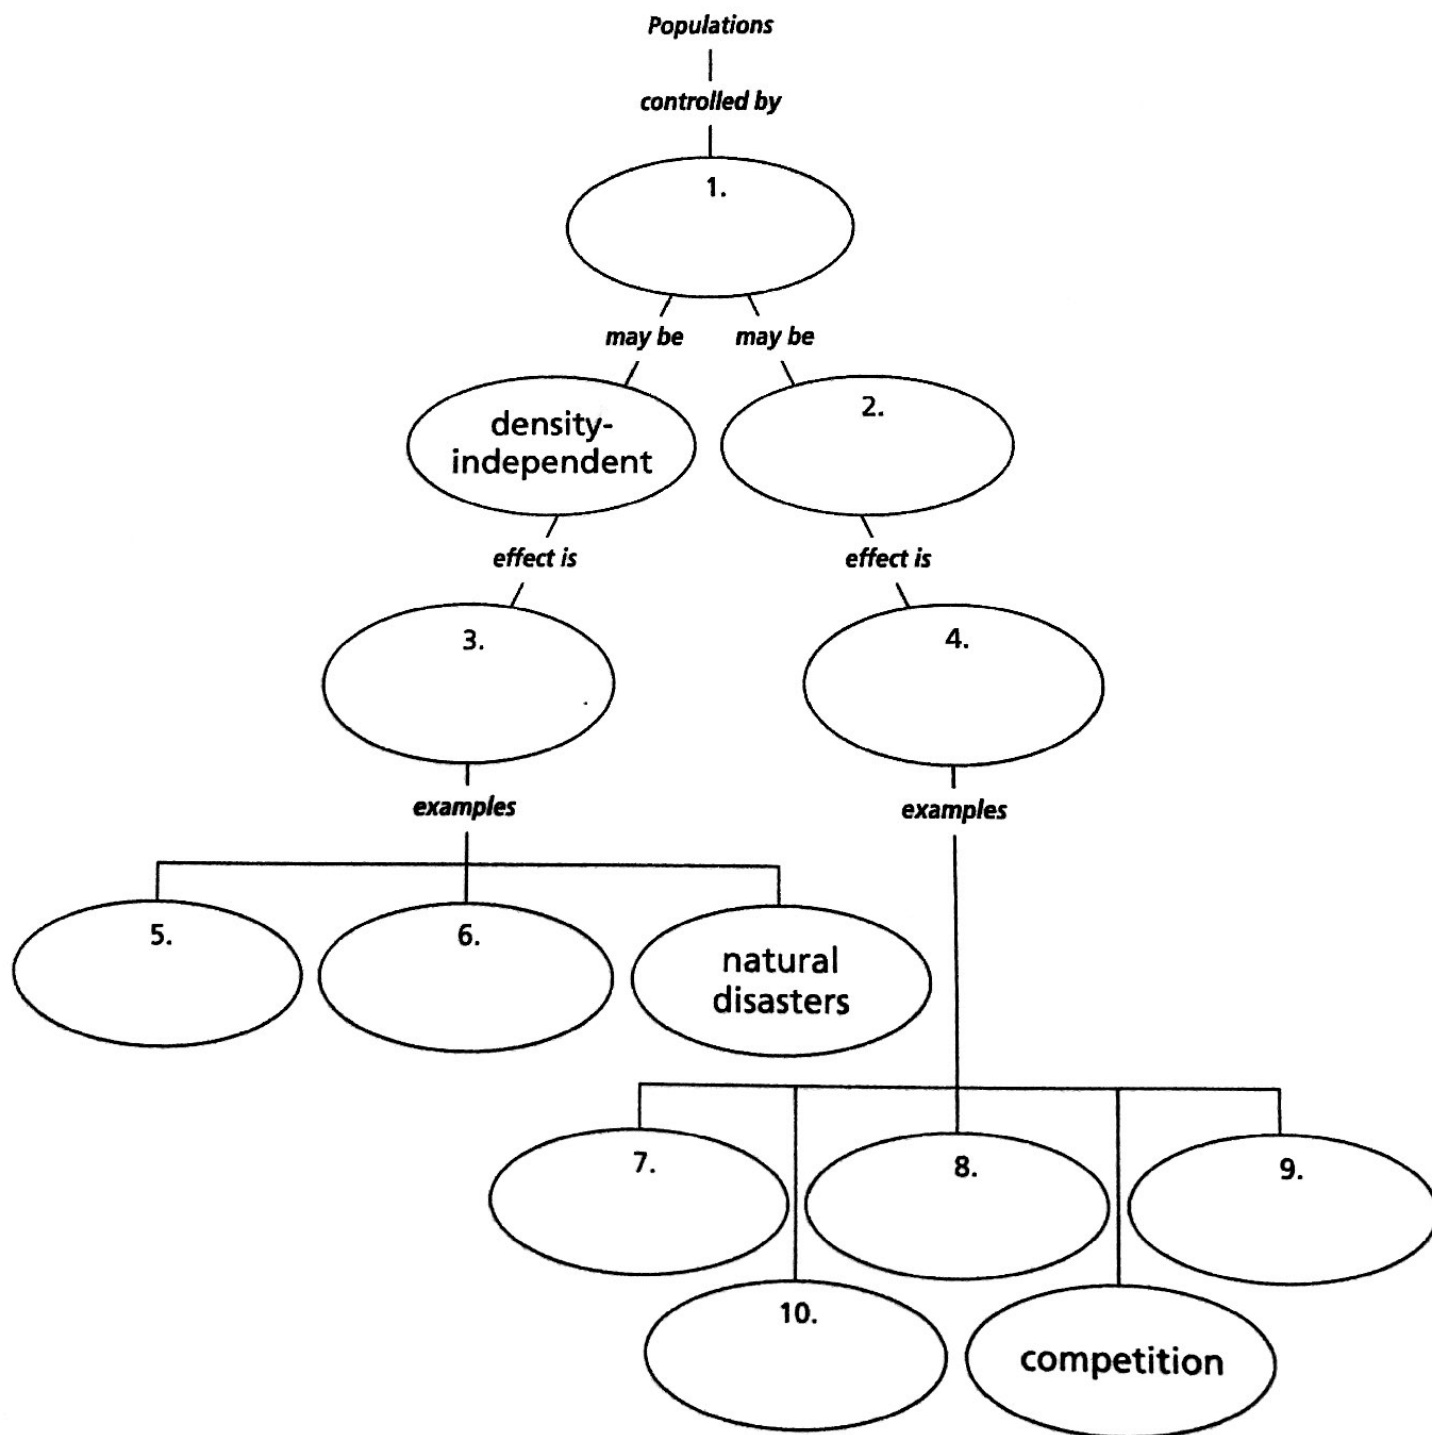 Populations
controlled by
1.
may be
may be
density-
independent
2.
effect is
effect is
3.
4.
examples
examples
5.
6.
natural
disasters
7.
8.
9.
10.
competition